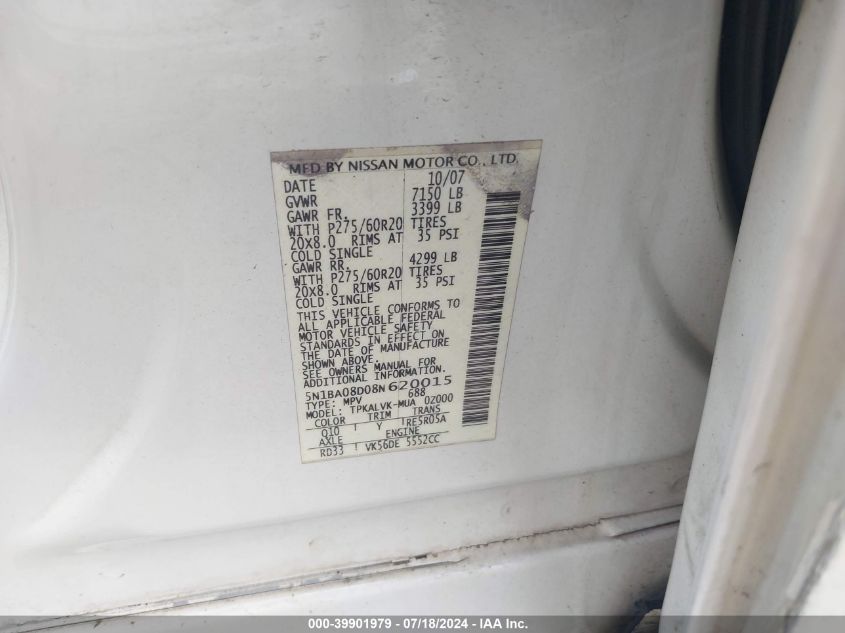 MFD BY NISSAN MOTOR CO., LTD.
DATE 10/07
GVWR 7150 LB
GAWR FR. 3399 LB
WITH P275/60R20 TIRES
20X8.0 RIMS AT 35 PSI
COLD SINGLE
GAWR RR. 4299 LB
WITH P275/60R20 TIRES
20X8.0 RIMS AT 35 PSI
COLD SINGLE
THIS VEHICLE CONFORMS TO
ALL APPLICABLE FEDERAL
MOTOR VEHICLE SAFETY
STANDARDS IN EFFECT ON
THE DATE OF MANUFACTURE
SHOWN ABOVE.
SEE OWNERS MANUAL FOR
ADDITIONAL INFORMATION.
5N1BA08D08N620015
TYPE: MPV 688
MODEL: TPKALVK-MUA 0Z000
COLOR TRIM TRANS
Q10 Y RE5R05A
AXLE ENGINE
RD33 VK56DE 5552CC
000-39901979 - 07/18/2024 - IAA Inc.